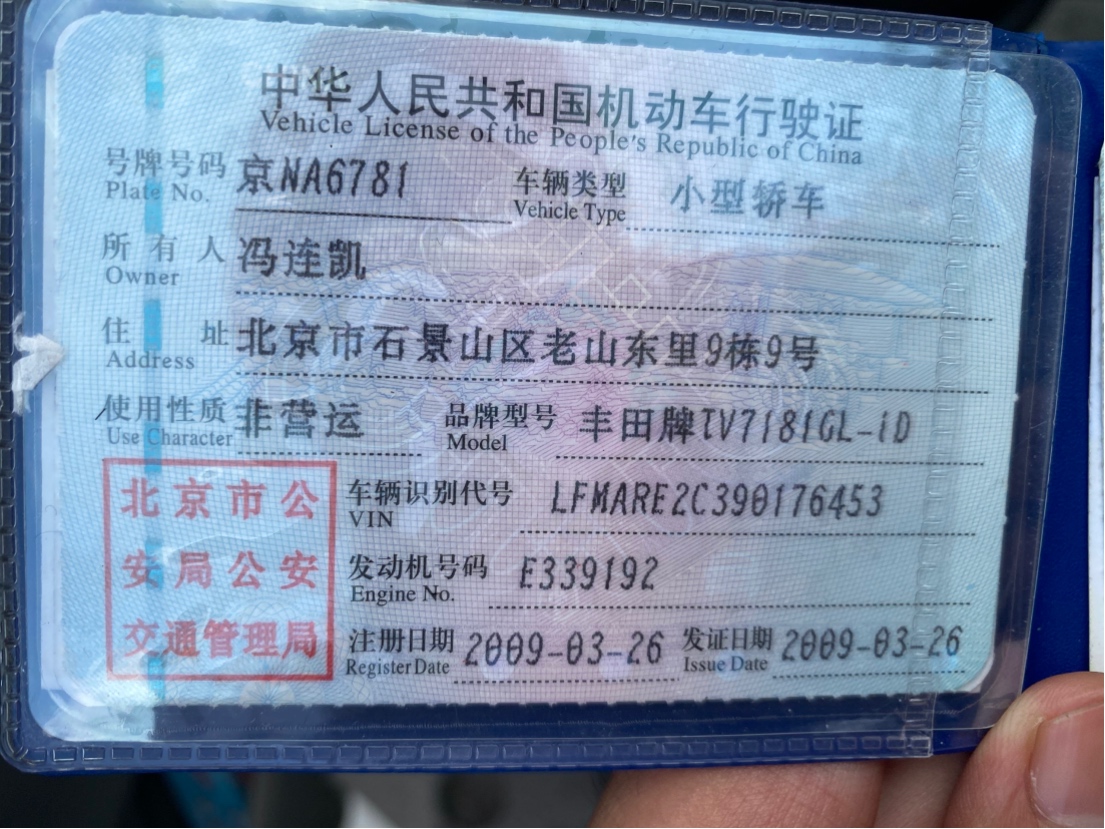 中华人民共和国机动车行驶证
Vehicle License of the People's Republic of China
号牌号码 京NA6781 车辆类型 小型轿车
Plate No. Vehicle Type
所有人 冯连凯
Owner
住址 北京市石景山区老山东里9栋9号
Address
使用性质 非营运 品牌型号 丰田牌TV7181GL-iD
Use Character Model
北京市公
安局公安
交通管理局
车辆识别代号 LFMARE2C390176453
VIN
发动机号码 E339192
Engine No.
注册日期 2009-03-26 发证日期 2009-03-26
Register Date Issue Date